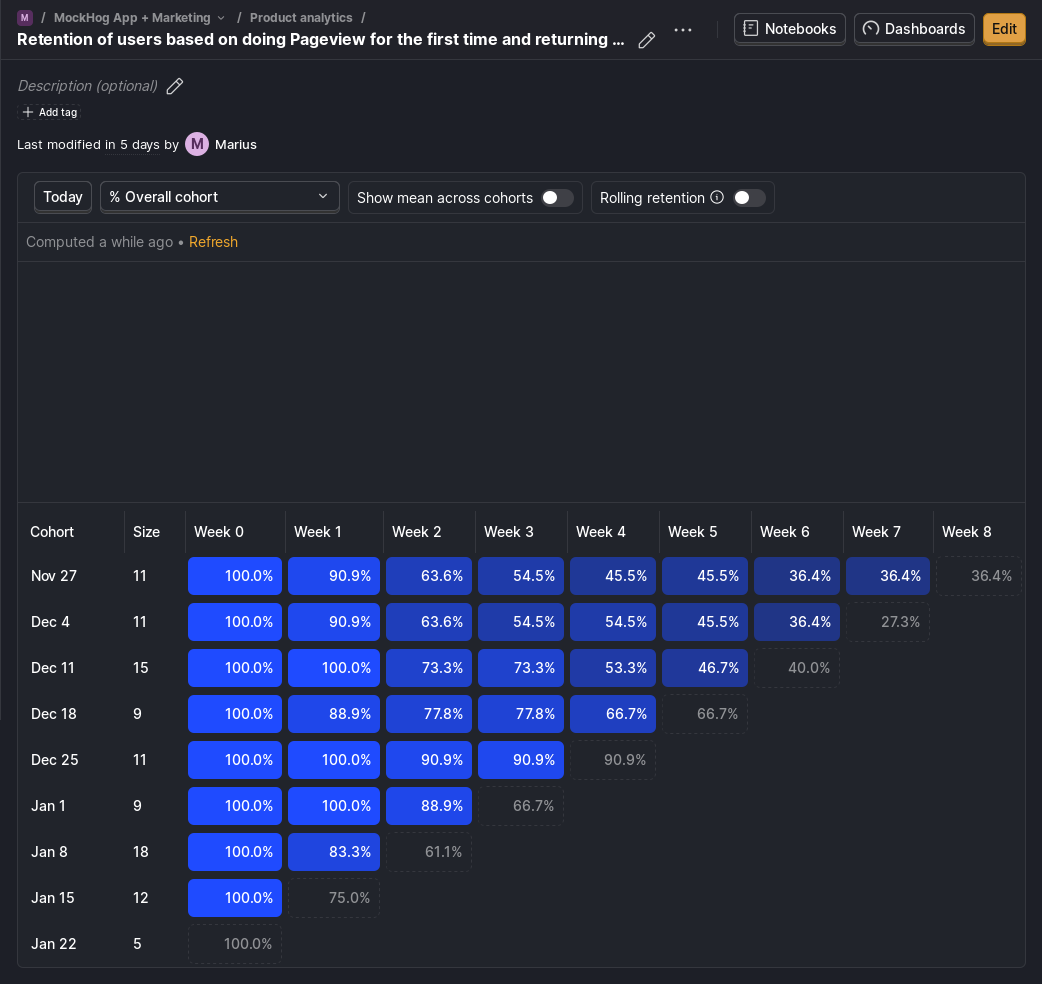 M / MockHog App + Marketing / Product analytics /
Retention of users based on doing Pageview for the first time and returning ...
Notebooks Dashboards Edit
Description (optional)
Add tag
Last modified in 5 days by M Marius
Today % Overall cohort Show mean across cohorts Rolling retention
Computed a while ago • Refresh
Cohort Size Week 0 Week 1 Week 2 Week 3 Week 4 Week 5 Week 6 Week 7 Week 8
Nov 27 11 100.0% 90.9% 63.6% 54.5% 45.5% 45.5% 36.4% 36.4% 36.4%
Dec 4 11 100.0% 90.9% 63.6% 54.5% 54.5% 45.5% 36.4% 27.3%
Dec 11 15 100.0% 100.0% 73.3% 73.3% 53.3% 46.7% 40.0%
Dec 18 9 100.0% 88.9% 77.8% 77.8% 66.7% 66.7%
Dec 25 11 100.0% 100.0% 90.9% 90.9% 90.9%
Jan 1 9 100.0% 100.0% 88.9% 66.7%
Jan 8 18 100.0% 83.3% 61.1%
Jan 15 12 100.0% 75.0%
Jan 22 5 100.0%